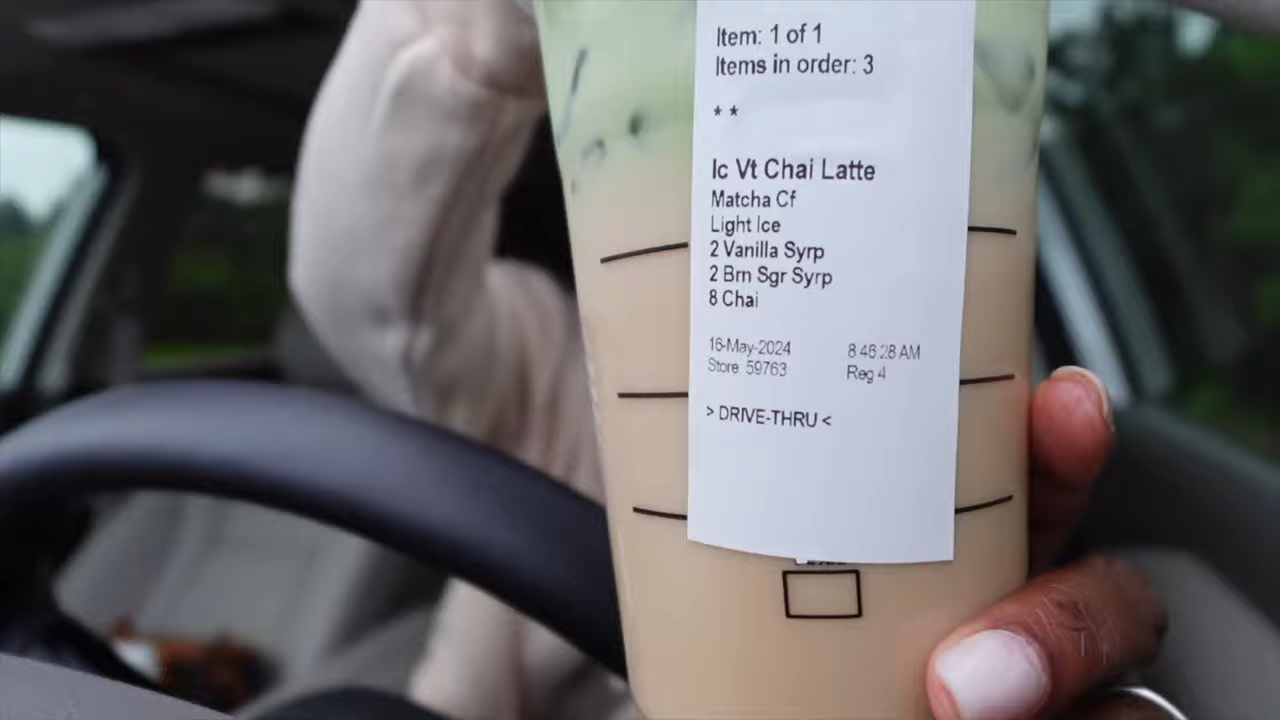 Item: 1 of 1
Items in order: 3
* *
Ic Vt Chai Latte
Matcha Cf
Light Ice
2 Vanilla Syrp
2 Brn Sgr Syrp
8 Chai
16-May-2024 8:46:28 AM
Store 59763 Reg 4
> DRIVE-THRU <